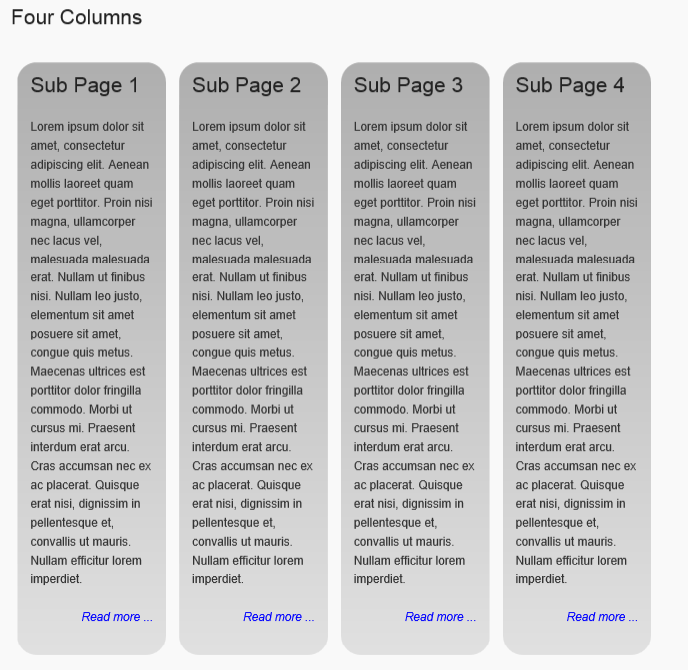 Four Columns
Sub Page 1
Lorem ipsum dolor sit
amet, consectetur
adipiscing elit. Aenean
mollis laoreet quam
eget porttitor. Proin nisi
magna, ullamcorper
nec lacus vel,
malesuada malesuada
erat. Nullam ut finibus
nisi. Nullam leo justo,
elementum sit amet
posuere sit amet,
congue quis metus.
Maecenas ultrices est
porttitor dolor fringilla
commodo. Morbi ut
cursus mi. Praesent
interdum erat arcu.
Cras accumsan nec ex
ac placerat. Quisque
erat nisi, dignissim in
pellentesque et,
convallis ut mauris.
Nullam efficitur lorem
imperdiet.
Read more ...
Sub Page 2
Lorem ipsum dolor sit
amet, consectetur
adipiscing elit. Aenean
mollis laoreet quam
eget porttitor. Proin nisi
magna, ullamcorper
nec lacus vel,
malesuada malesuada
erat. Nullam ut finibus
nisi. Nullam leo justo,
elementum sit amet
posuere sit amet,
congue quis metus.
Maecenas ultrices est
porttitor dolor fringilla
commodo. Morbi ut
cursus mi. Praesent
interdum erat arcu.
Cras accumsan nec ex
ac placerat. Quisque
erat nisi, dignissim in
pellentesque et,
convallis ut mauris.
Nullam efficitur lorem
imperdiet.
Read more ...
Sub Page 3
Lorem ipsum dolor sit
amet, consectetur
adipiscing elit. Aenean
mollis laoreet quam
eget porttitor. Proin nisi
magna, ullamcorper
nec lacus vel,
malesuada malesuada
erat. Nullam ut finibus
nisi. Nullam leo justo,
elementum sit amet
posuere sit amet,
congue quis metus.
Maecenas ultrices est
porttitor dolor fringilla
commodo. Morbi ut
cursus mi. Praesent
interdum erat arcu.
Cras accumsan nec ex
ac placerat. Quisque
erat nisi, dignissim in
pellentesque et,
convallis ut mauris.
Nullam efficitur lorem
imperdiet.
Read more ...
Sub Page 4
Lorem ipsum dolor sit
amet, consectetur
adipiscing elit. Aenean
mollis laoreet quam
eget porttitor. Proin nisi
magna, ullamcorper
nec lacus vel,
malesuada malesuada
erat. Nullam ut finibus
nisi. Nullam leo justo,
elementum sit amet
posuere sit amet,
congue quis metus.
Maecenas ultrices est
porttitor dolor fringilla
commodo. Morbi ut
cursus mi. Praesent
interdum erat arcu.
Cras accumsan nec ex
ac placerat. Quisque
erat nisi, dignissim in
pellentesque et,
convallis ut mauris.
Nullam efficitur lorem
imperdiet.
Read more ...